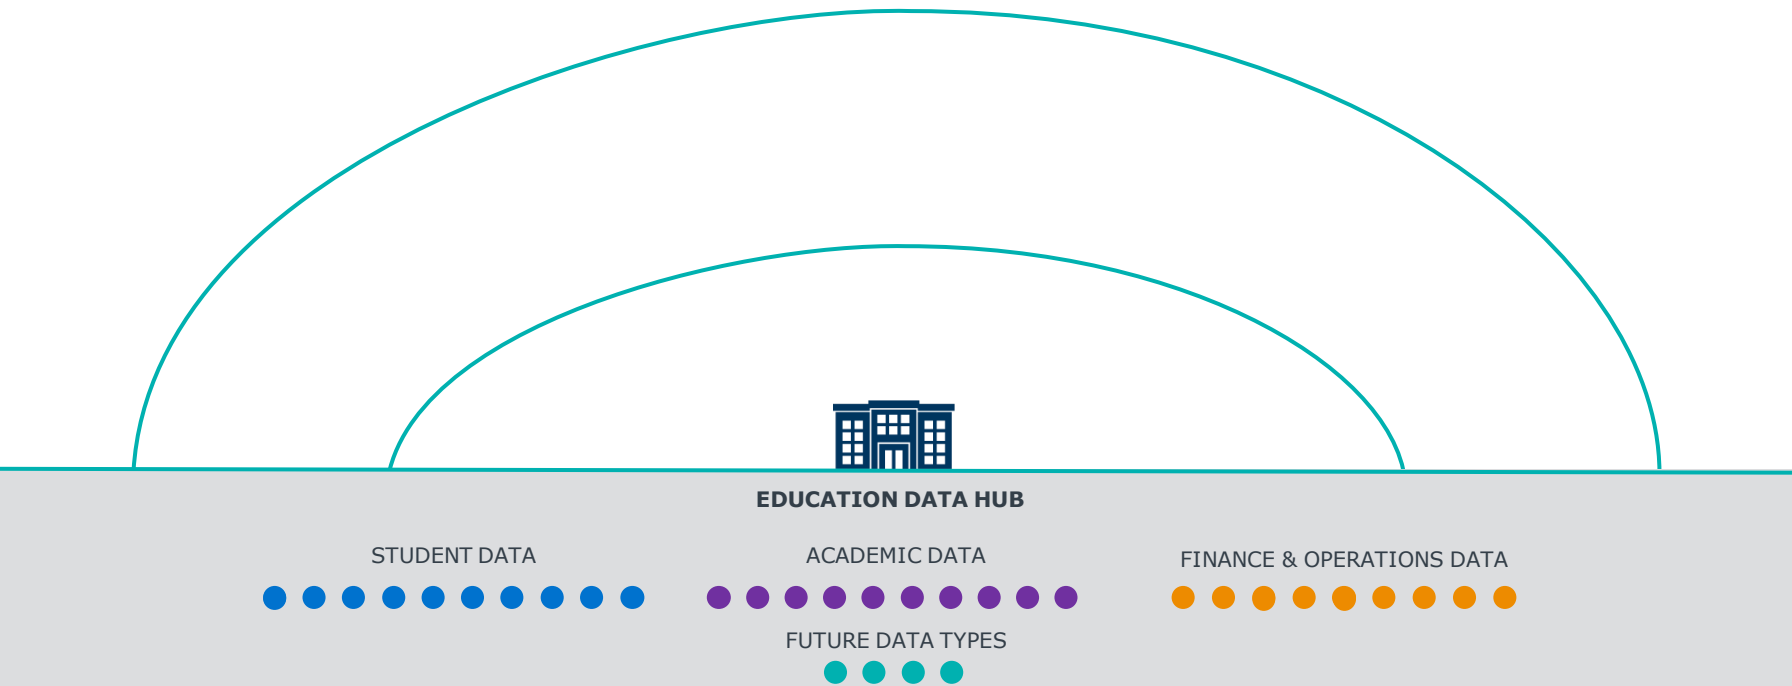 EDUCATION DATA HUB
STUDENT DATA
ACADEMIC DATA
FINANCE & OPERATIONS DATA
FUTURE DATA TYPES